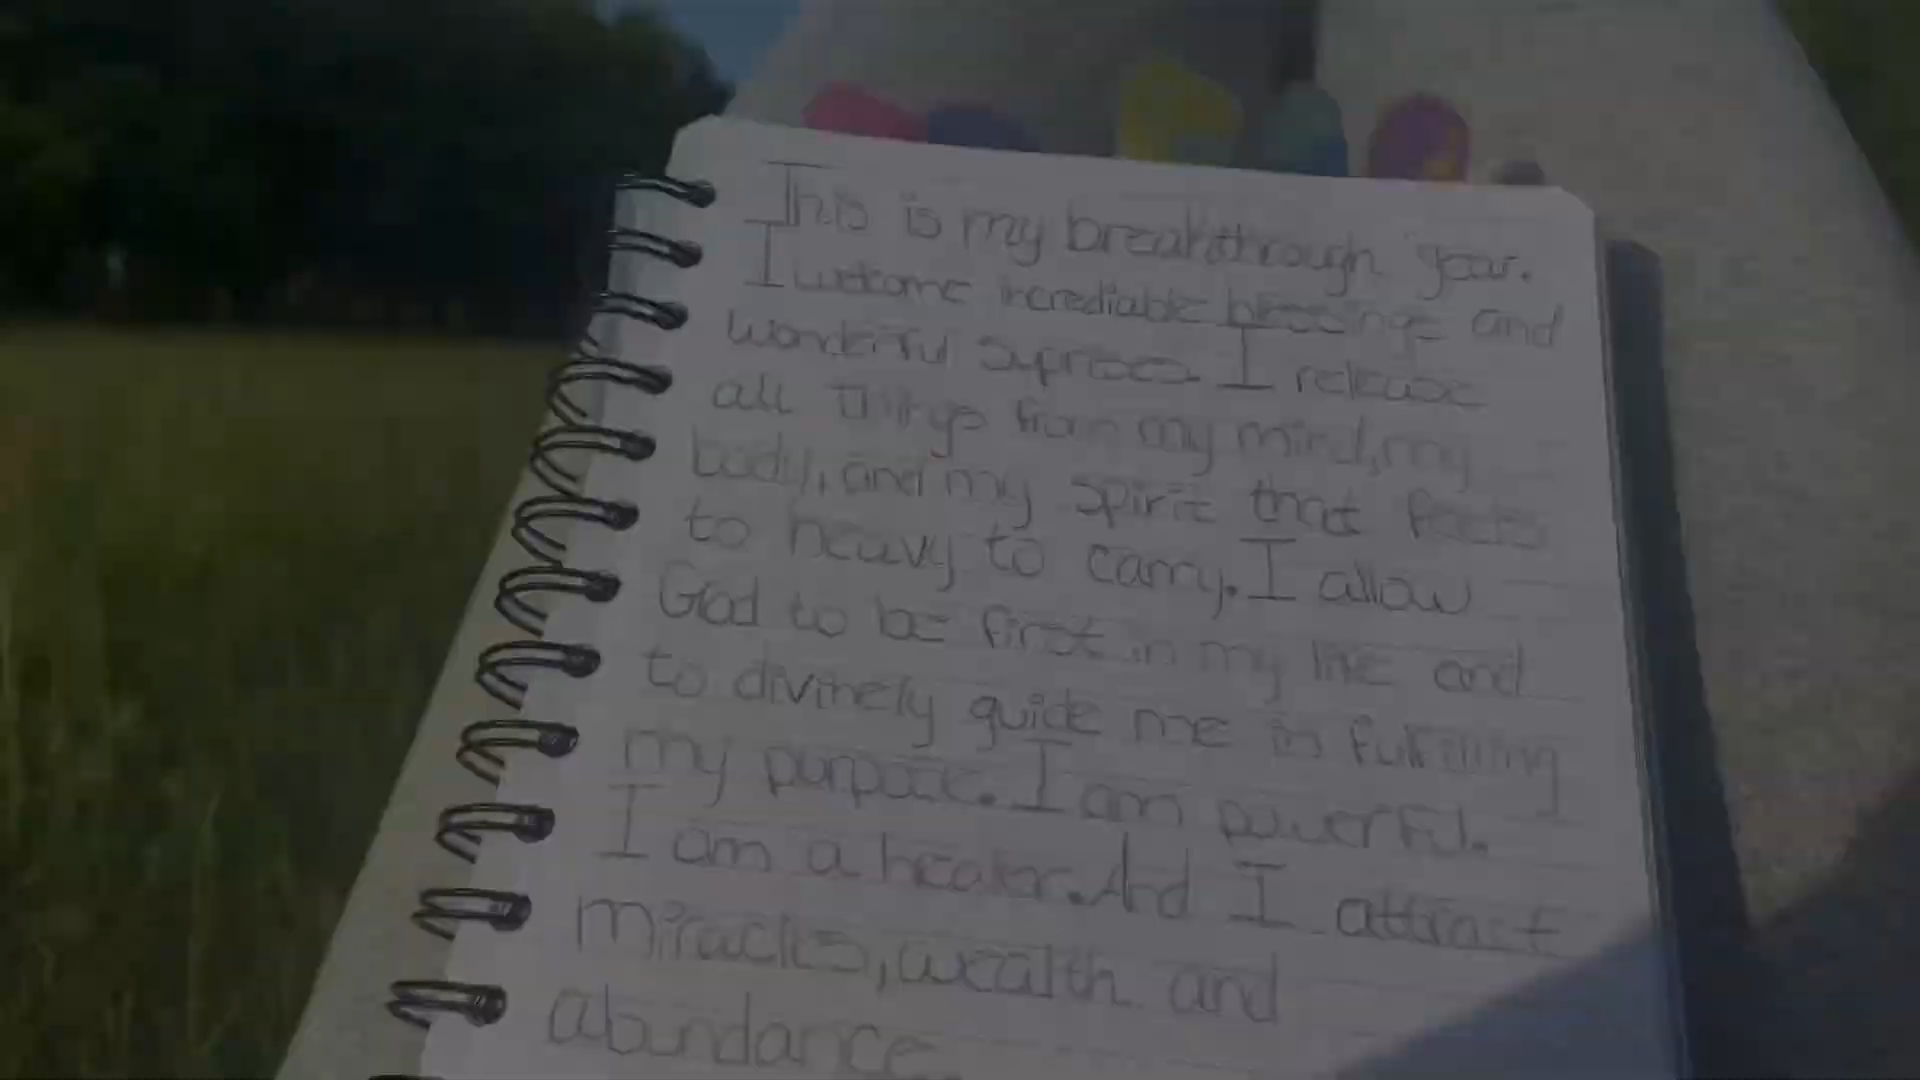 This is my breakthrough year.
I welcome incrediable blessings and
wonderful suprises I release
all things from my mind, my
body, and my spirit that feels
to heavy to carry. I allow
God to be first in my life and
to divinely guide me in fulfilling
my purpose. I am powerful.
I am a healer. And I attract
miracles, wealth and
abundance.